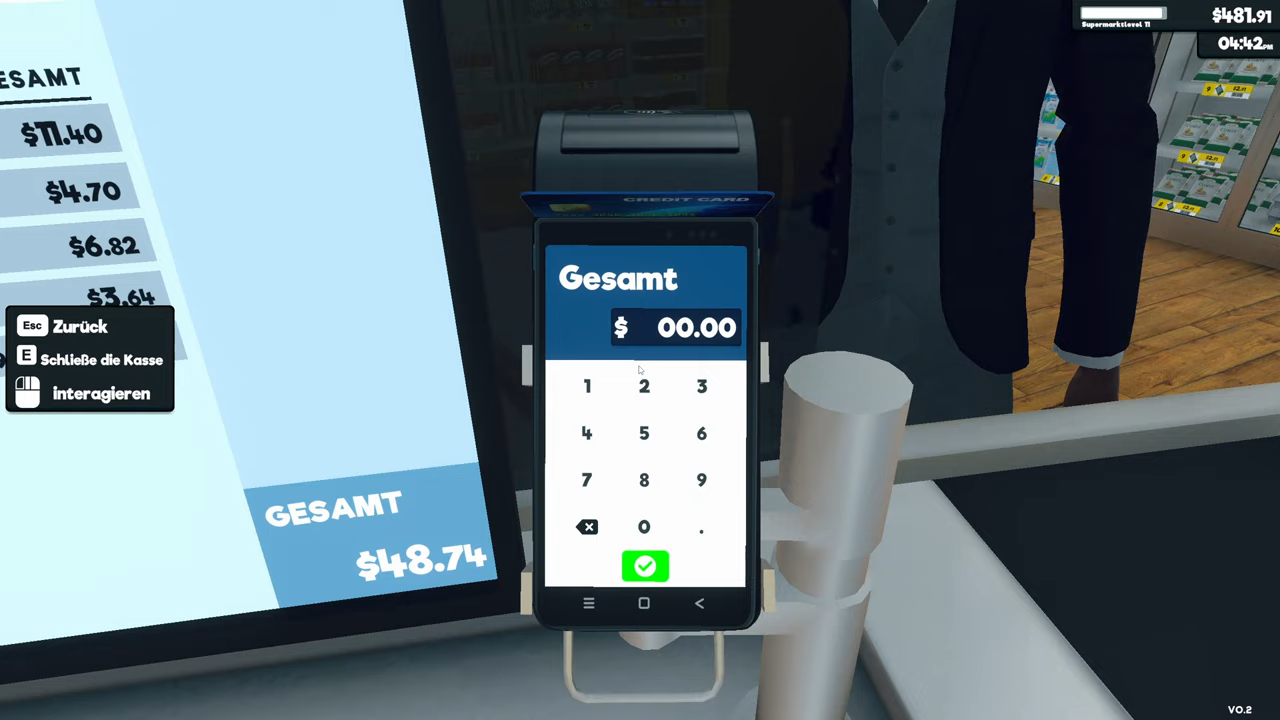 Supermarktlevel 11
$481.91
04:42PM
ESAMT
$11.40
$4.70
$6.82
$3.64
Esc Zurück
E Schließe die Kasse
interagieren
GESAMT
$48.74
CREDIT CARD
Gesamt
$ 00.00
1 2 3
4 5 6
7 8 9
0 .
V0.2